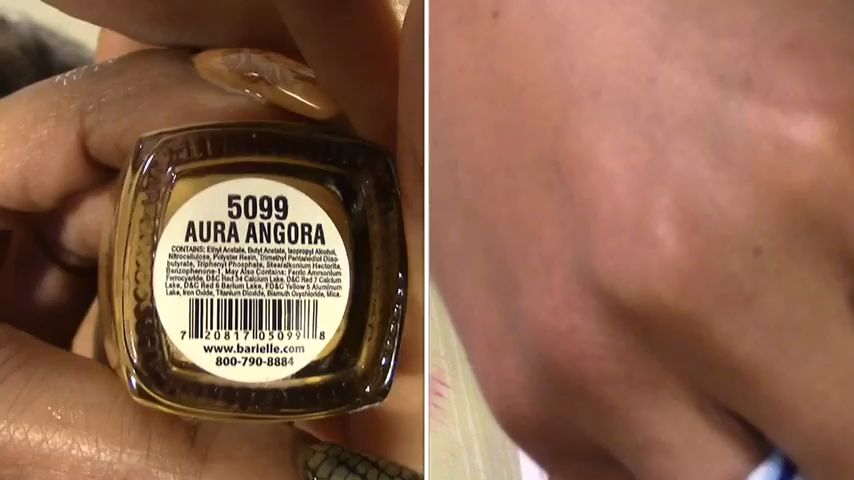 5099
AURA ANGORA
CONTAINS: Ethyl Acetate, Butyl Acetate, Isopropyl Alcohol,
Nitrocellulose, Polyester Resin, Trimethyl Pentanediol Diiso-
butyrate, Triphenyl Phosphate, Stearalkonium Hectorite,
Benzophenone-1, May Also Contains: Ferric Ammonium
Ferrocyanide, D&C Red 34 Calcium Lake, D&C Red 7 Calcium
Lake, D&C Red 6 Barium Lake, FD&C Yellow 5 Aluminum
Lake, Iron Oxide, Titanium Dioxide, Bismuth Oxychloride, Mica.
7 20817 05099 8
www.barielle.com
800-790-8884